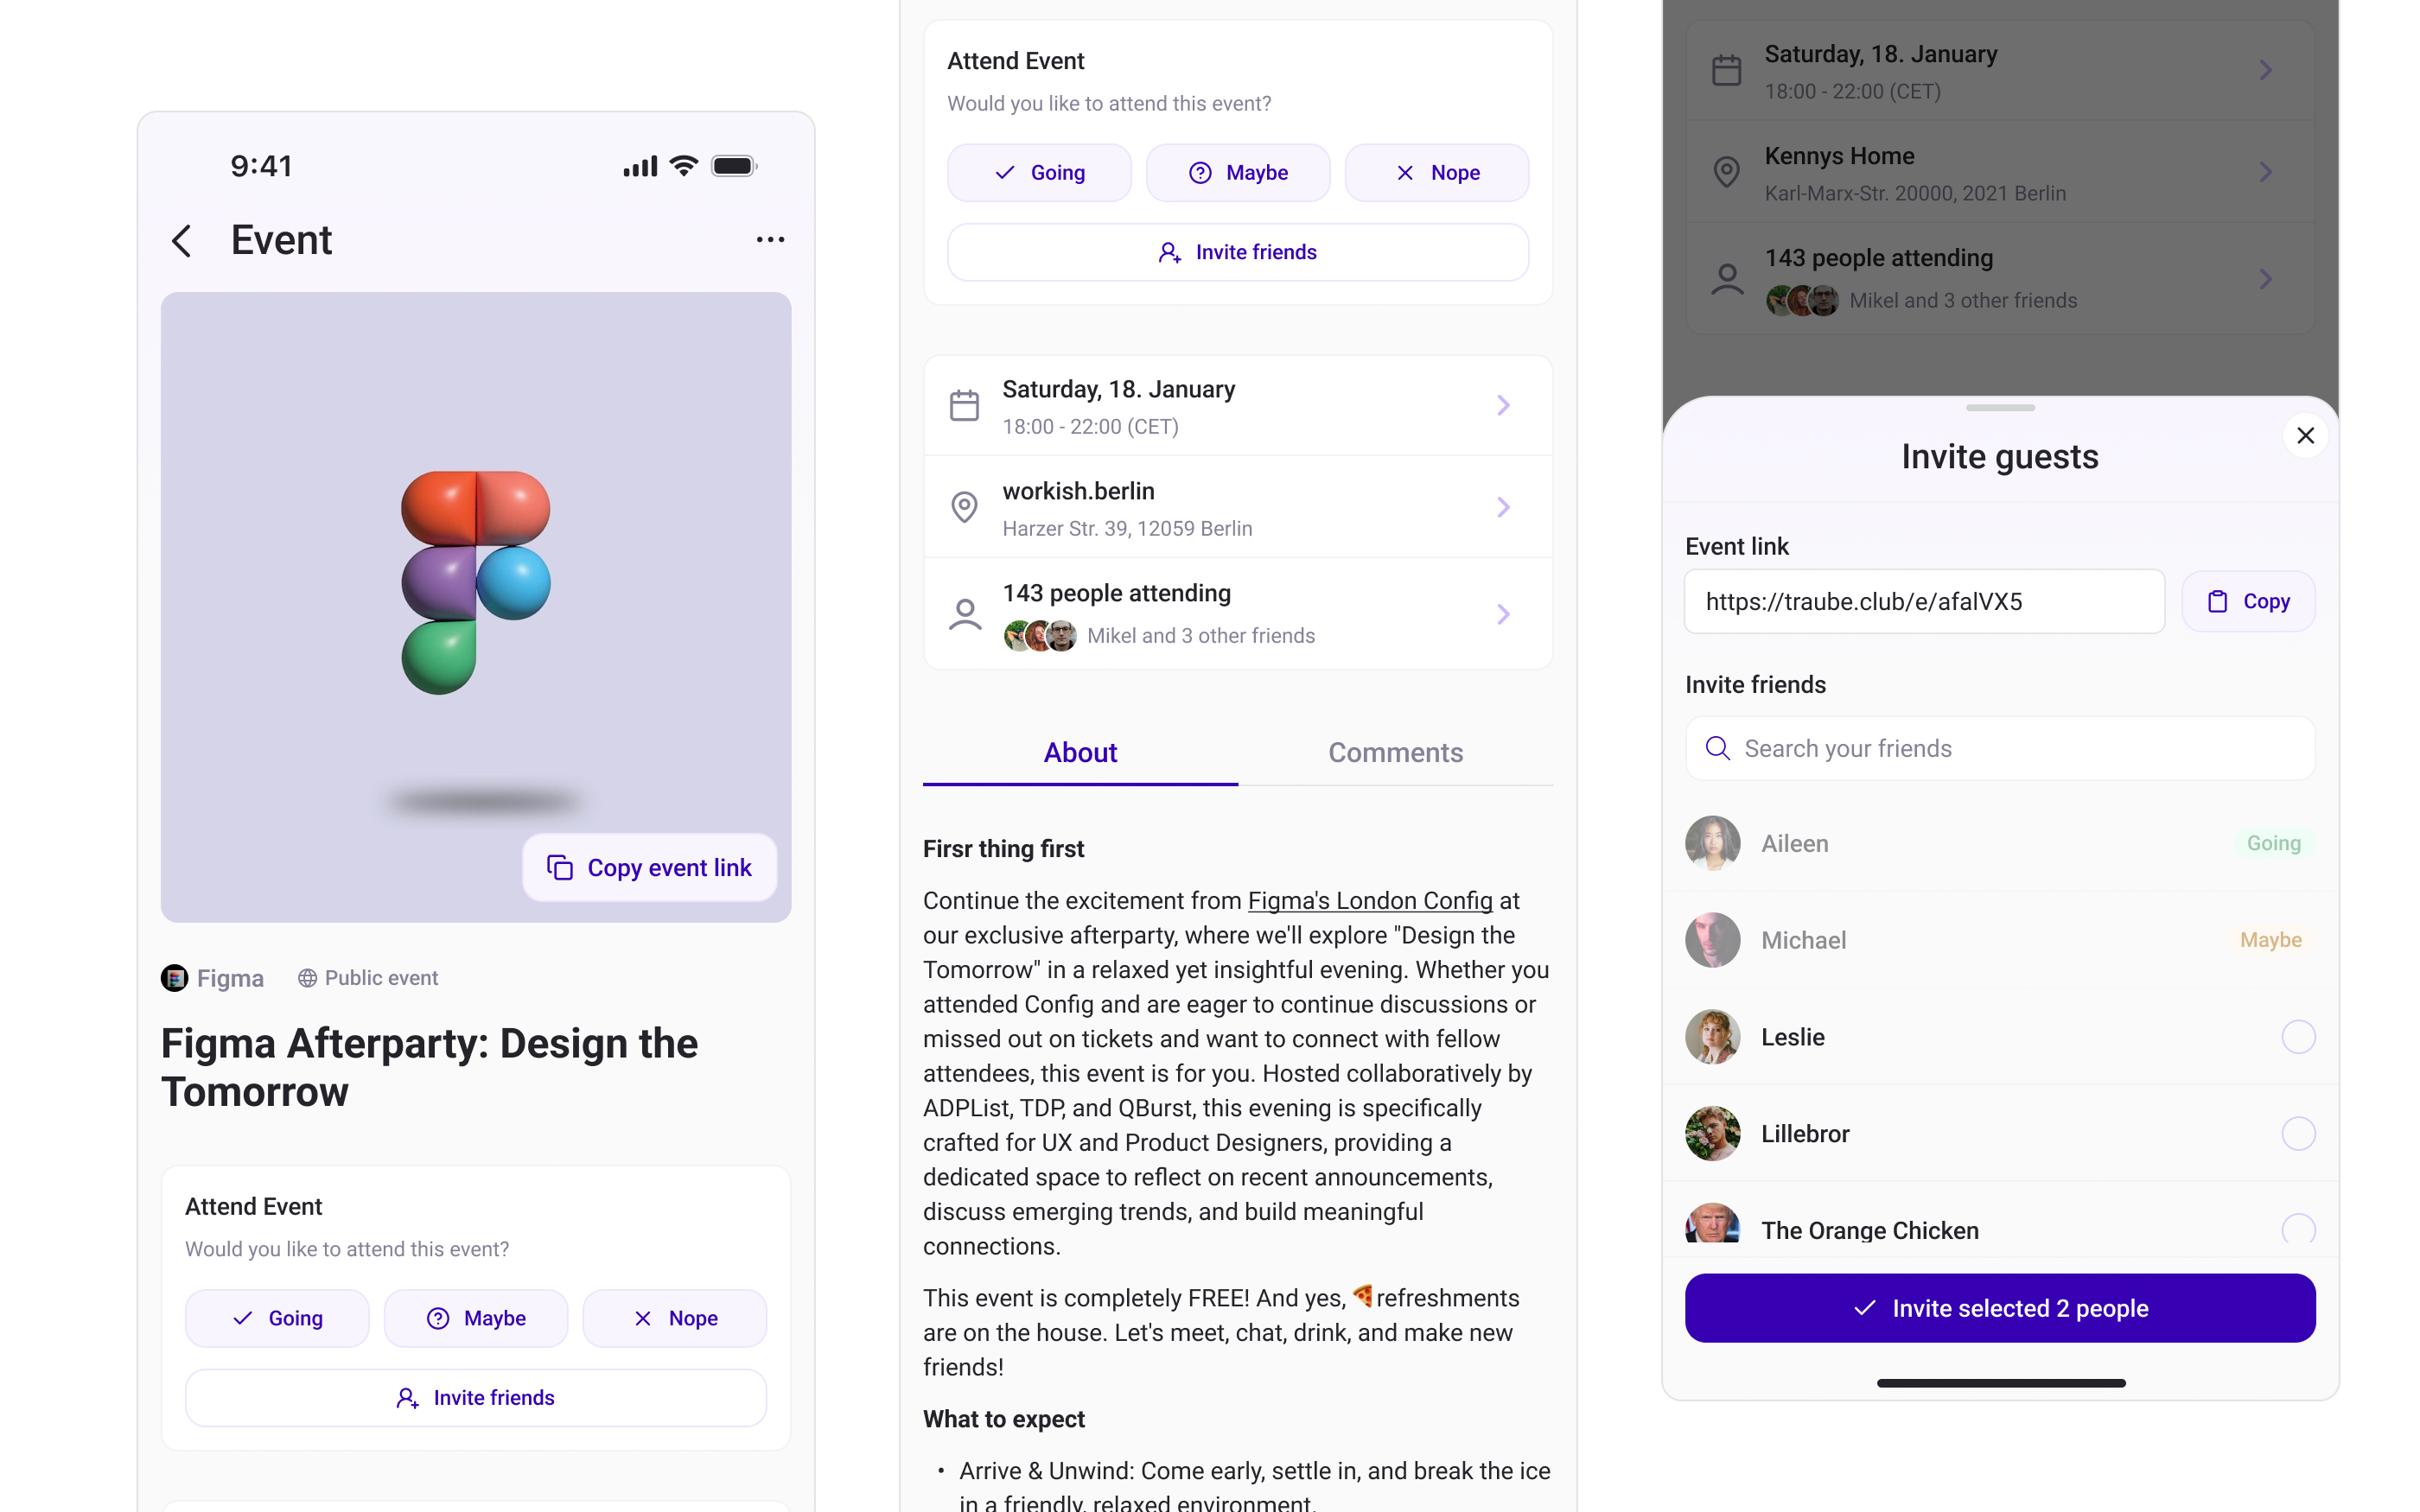 9:41
Event
Copy event link
Figma
Public event
Figma Afterparty: Design the
Tomorrow
Attend Event
Would you like to attend this event?
Going
Maybe
Nope
Invite friends
Attend Event
Would you like to attend this event?
Going
Maybe
Nope
Invite friends
Saturday, 18. January
18:00 - 22:00 (CET)
workish.berlin
Harzer Str. 39, 12059 Berlin
143 people attending
Mikel and 3 other friends
About
Comments
Firsr thing first
Continue the excitement from Figma's London Config at
our exclusive afterparty, where we'll explore "Design the
Tomorrow" in a relaxed yet insightful evening. Whether you
attended Config and are eager to continue discussions or
missed out on tickets and want to connect with fellow
attendees, this event is for you. Hosted collaboratively by
ADPList, TDP, and QBurst, this evening is specifically
crafted for UX and Product Designers, providing a
dedicated space to reflect on recent announcements,
discuss emerging trends, and build meaningful
connections.
This event is completely FREE! And yes, 🍕refreshments
are on the house. Let's meet, chat, drink, and make new
friends!
What to expect
• Arrive & Unwind: Come early, settle in, and break the ice
in a friendly, relaxed environment.
Saturday, 18. January
18:00 - 22:00 (CET)
Kennys Home
Karl-Marx-Str. 20000, 2021 Berlin
143 people attending
Mikel and 3 other friends
Invite guests
Event link
https://traube.club/e/afalVX5
Copy
Invite friends
Search your friends
Aileen
Going
Michael
Maybe
Leslie
Lillebror
The Orange Chicken
Invite selected 2 people